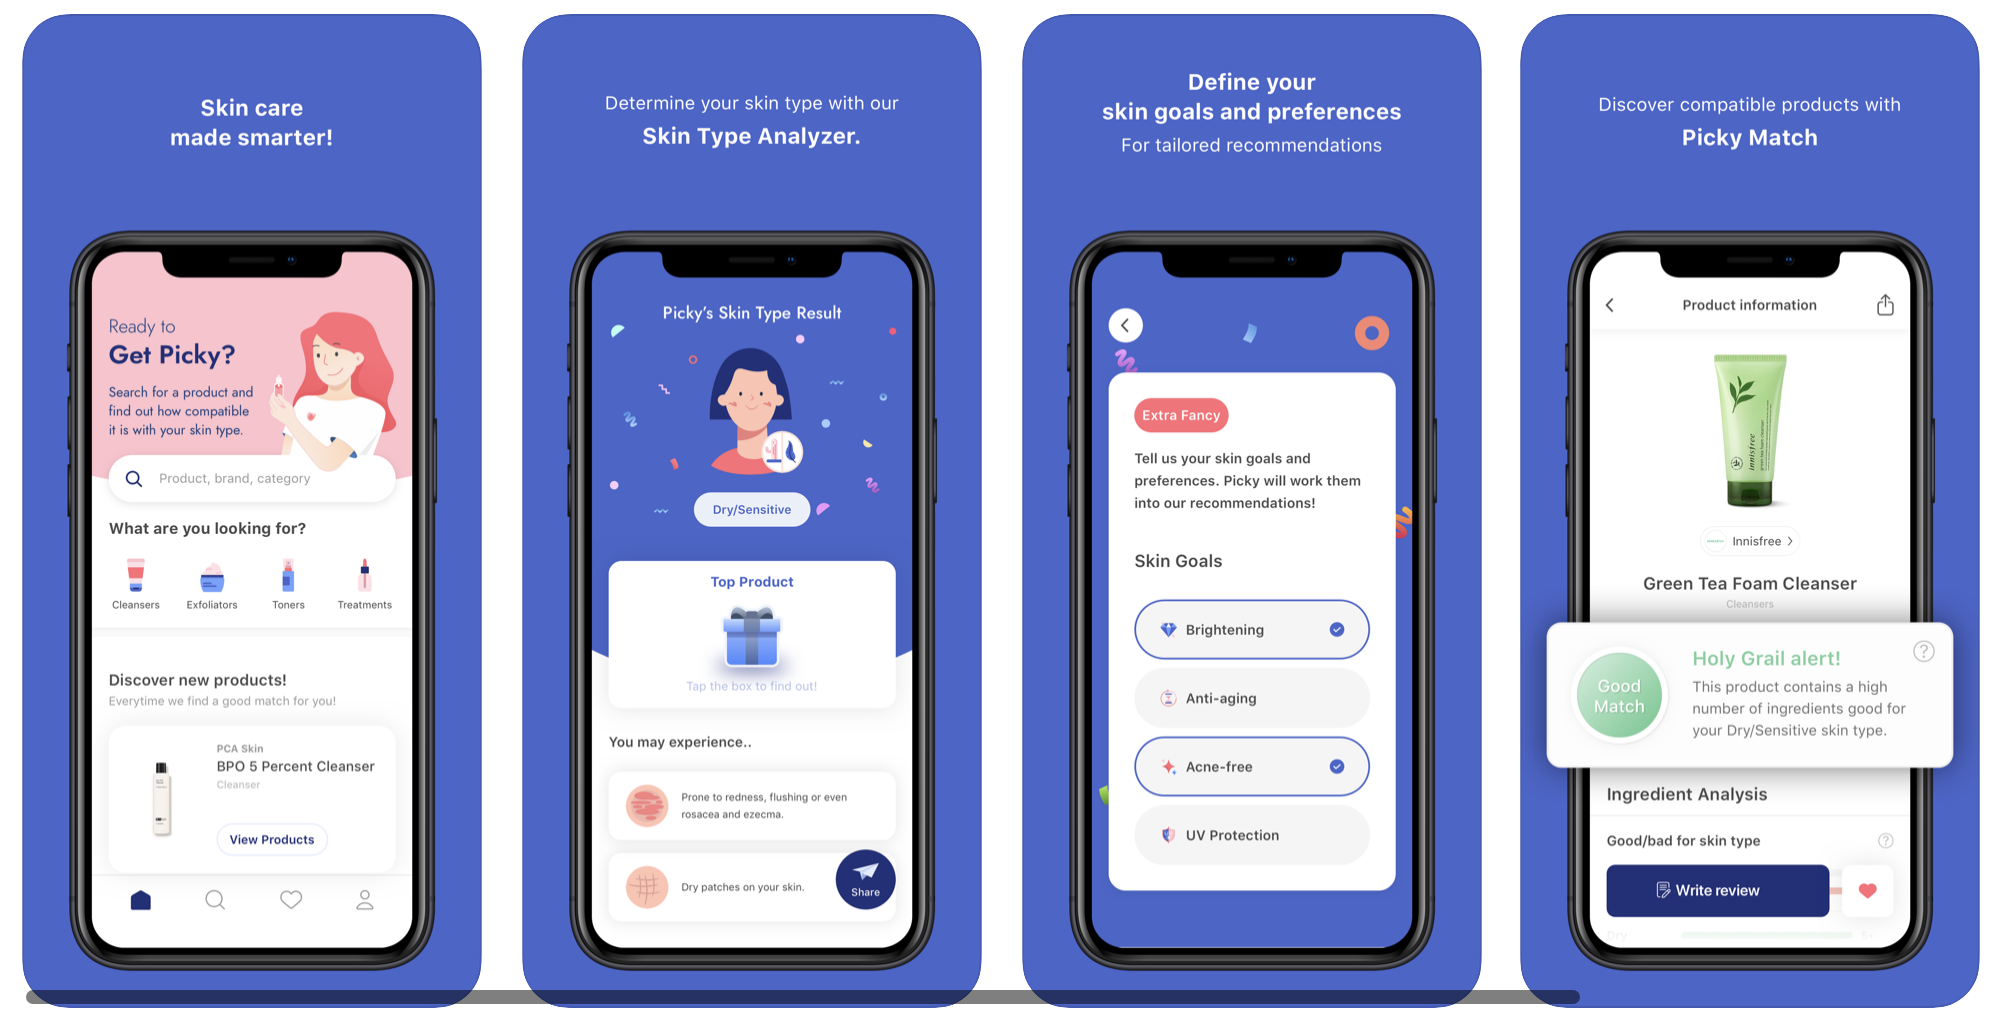 Skin care
made smarter!
Ready to
Get Picky?
Search for a product and
find out how compatible
it is with your skin type.
Product, brand, category
What are you looking for?
Cleansers
Exfoliators
Toners
Treatments
Discover new products!
Everytime we find a good match for you!
PCA Skin
BPO 5 Percent Cleanser
Cleanser
View Products
Determine your skin type with our
Skin Type Analyzer.
Picky's Skin Type Result
Dry/Sensitive
Top Product
Tap the box to find out!
You may experience..
Prone to redness, flushing or even
rosacea and ezecma.
Dry patches on your skin.
Share
Define your
skin goals and preferences
For tailored recommendations
Extra Fancy
Tell us your skin goals and
preferences. Picky will work them
into our recommendations!
Skin Goals
Brightening
Anti-aging
Acne-free
UV Protection
Discover compatible products with
Picky Match
Product information
innisfree
green tea foam cleanser
Innisfree
Green Tea Foam Cleanser
Cleansers
Good
Match
Holy Grail alert!
This product contains a high
number of ingredients good for
your Dry/Sensitive skin type.
Ingredient Analysis
Good/bad for skin type
Write review
Dry